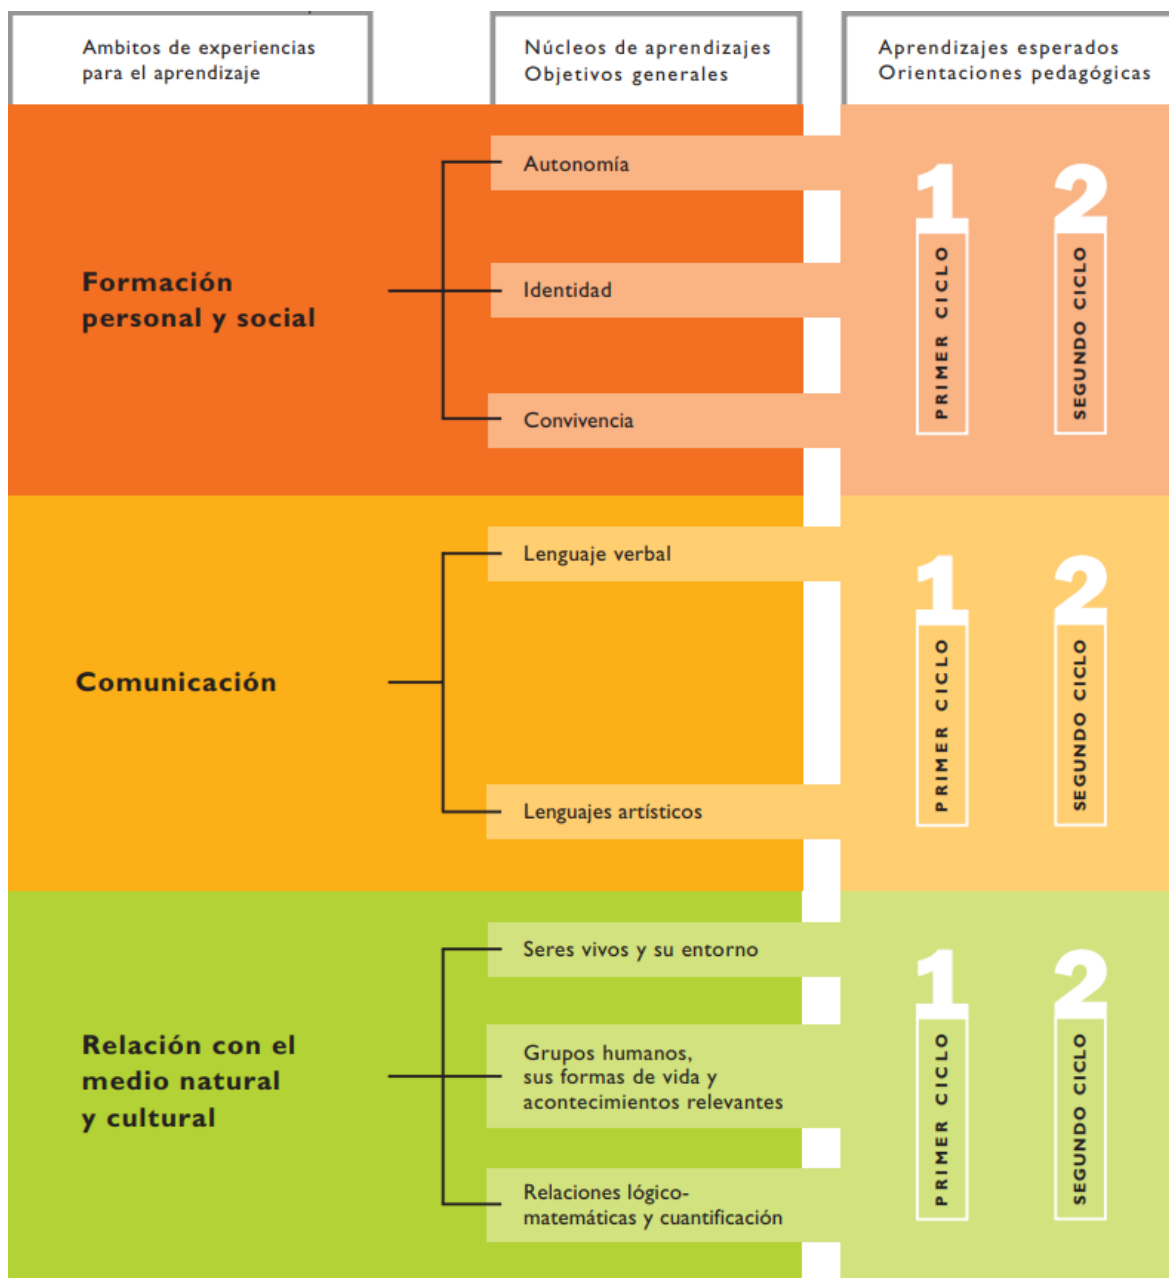 Ambitos de experiencias
para el aprendizaje
Núcleos de aprendizajes
Objetivos generales
Aprendizajes esperados
Orientaciones pedagógicas
Formación
personal y social
Autonomía
Identidad
Convivencia
1
PRIMER CICLO
2
SEGUNDO CICLO
Comunicación
Lenguaje verbal
Lenguajes artísticos
1
PRIMER CICLO
2
SEGUNDO CICLO
Relación con el
medio natural
y cultural
Seres vivos y su entorno
Grupos humanos,
sus formas de vida y
acontecimientos relevantes
Relaciones lógico-
matemáticas y cuantificación
1
PRIMER CICLO
2
SEGUNDO CICLO